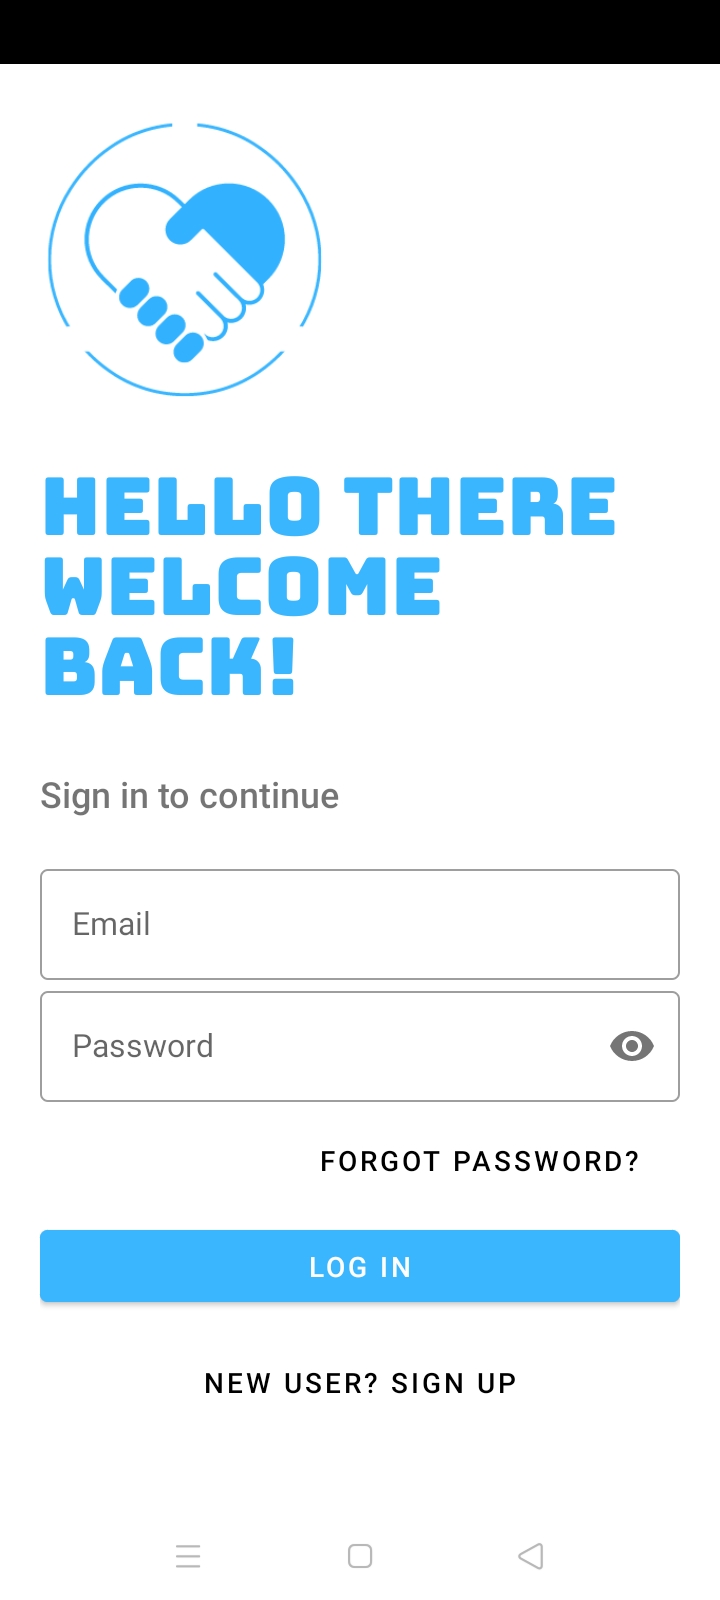 HELLO THERE
WELCOME
BACK!
Sign in to continue
Email
Password
FORGOT PASSWORD?
LOG IN
NEW USER? SIGN UP